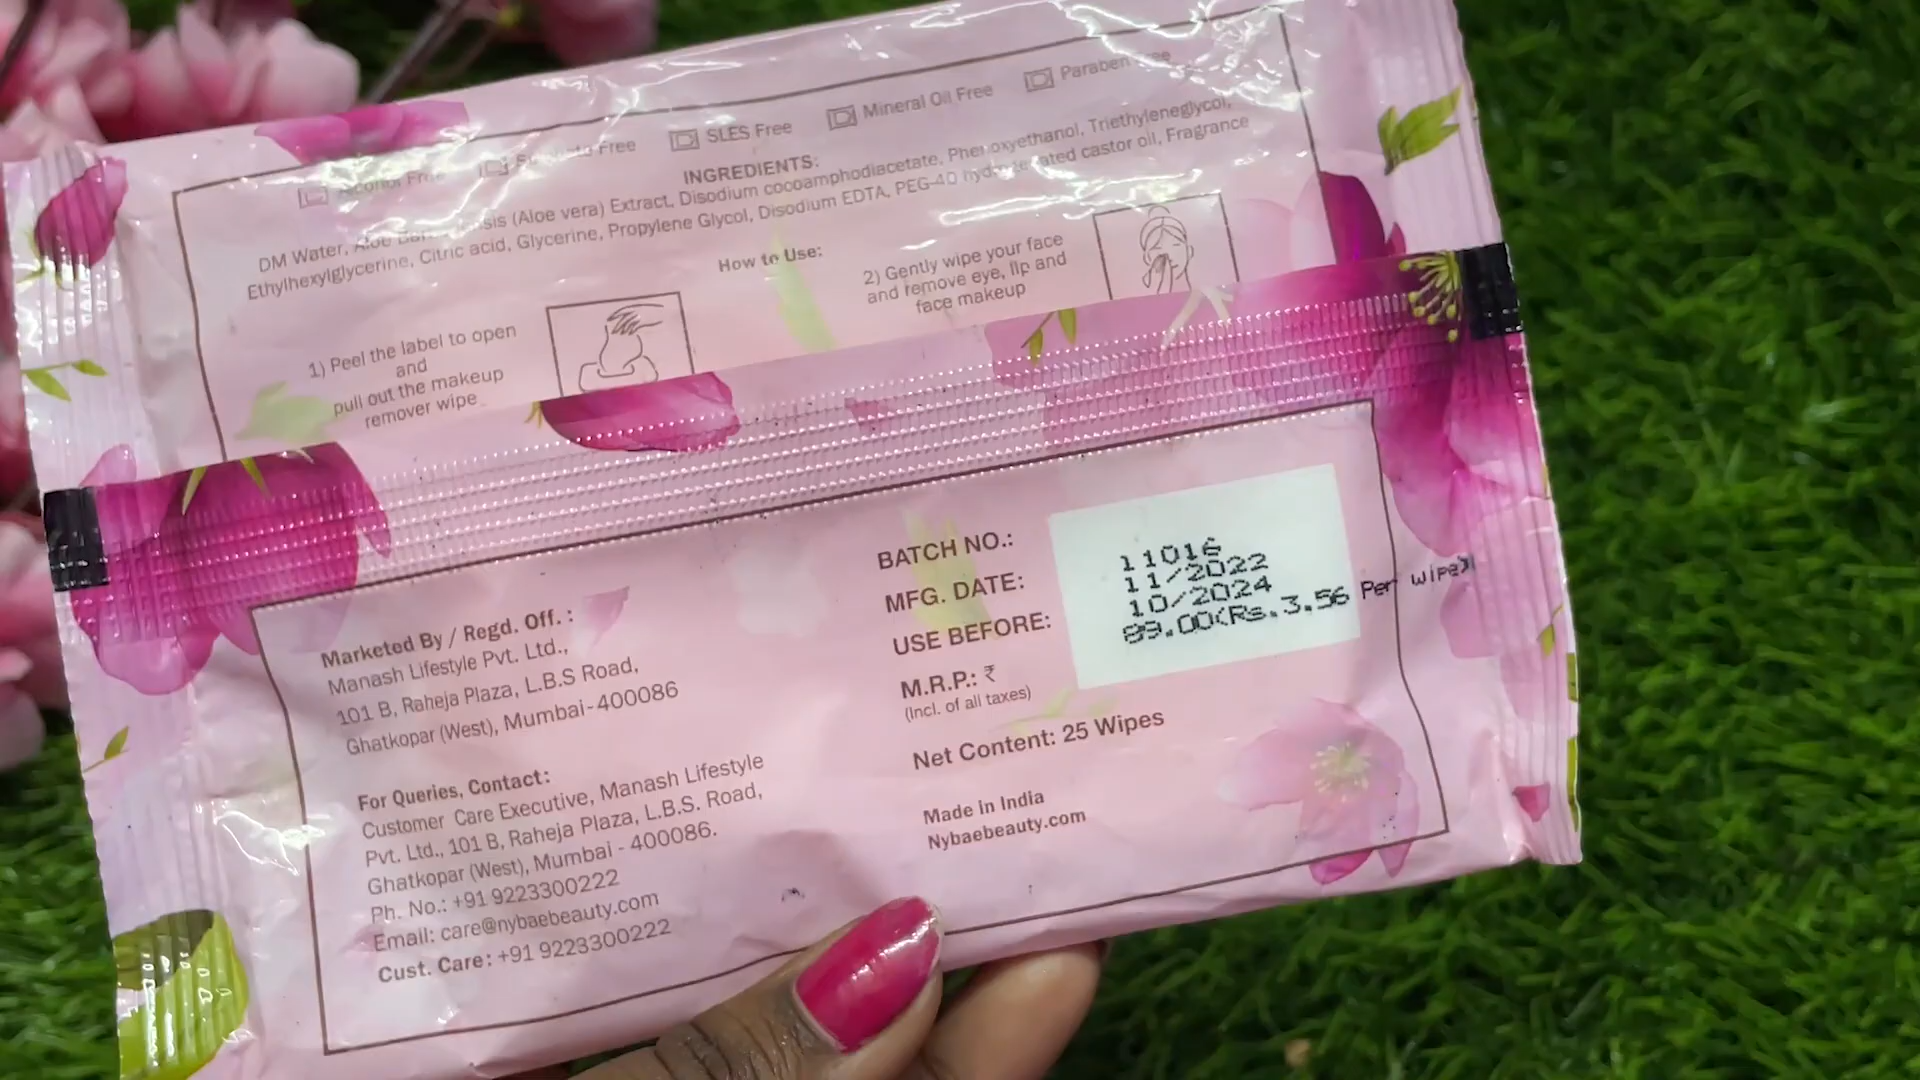 Alcohol Free
Free
SLES Free
Mineral Oil Free
Paraben Free
INGREDIENTS:
DM Water, Aloe (Aloe vera) Extract, Disodium cocoamphodiacetate, Phenoxyethanol, Triethyleneglycol,
Ethylhexylglycerine, Citric acid, Glycerine, Propylene Glycol, Disodium EDTA, PEG-40 hydrogenated castor oil, Fragrance
How to Use:
1) Peel the label to open
and
pull out the makeup
remover wipe
2) Gently wipe your face
and remove eye, lip and
face makeup
Marketed By / Regd. Off. :
Manash Lifestyle Pvt. Ltd.,
101 B, Raheja Plaza, L.B.S Road,
Ghatkopar (West), Mumbai-400086
For Queries, Contact:
Customer Care Executive, Manash Lifestyle
Pvt. Ltd., 101 B, Raheja Plaza, L.B.S. Road,
Ghatkopar (West), Mumbai - 400086.
Ph. No.: +91 9223300222
Email: care@nybaebeauty.com
Cust. Care: +91 9223300222
BATCH NO.: 11016
MFG. DATE: 11/2022
USE BEFORE: 10/2024
M.R.P.: ₹ 89.00(Rs.3.56 Per wipe)
(Incl. of all taxes)
Net Content: 25 Wipes
Made in India
Nybaebeauty.com